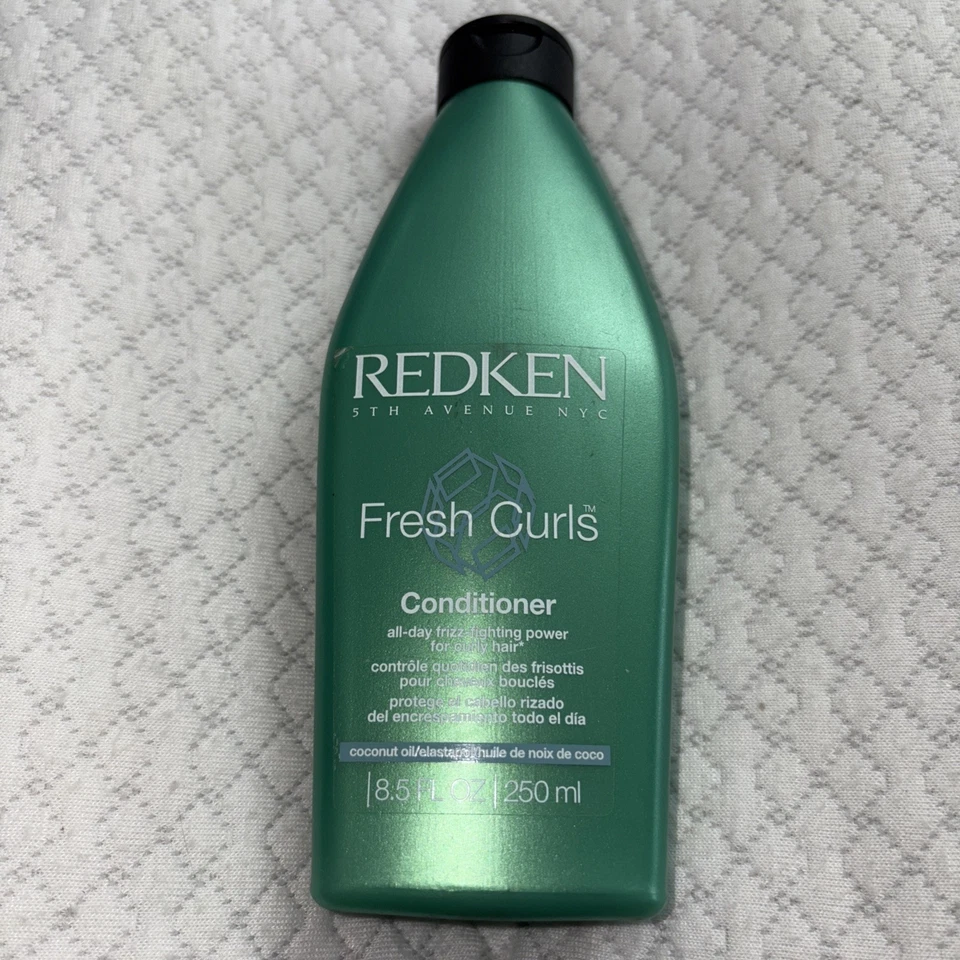 REDKEN
5TH AVENUE NYC
Fresh Curls™
Conditioner
all-day frizz-fighting power
for curly hair*
contrôle quotidien des frisottis
pour cheveux bouclés
protege el cabello rizado
del encrespamiento todo el día
coconut oil/elastapc/huile de noix de coco
8.5 FL OZ | 250 ml